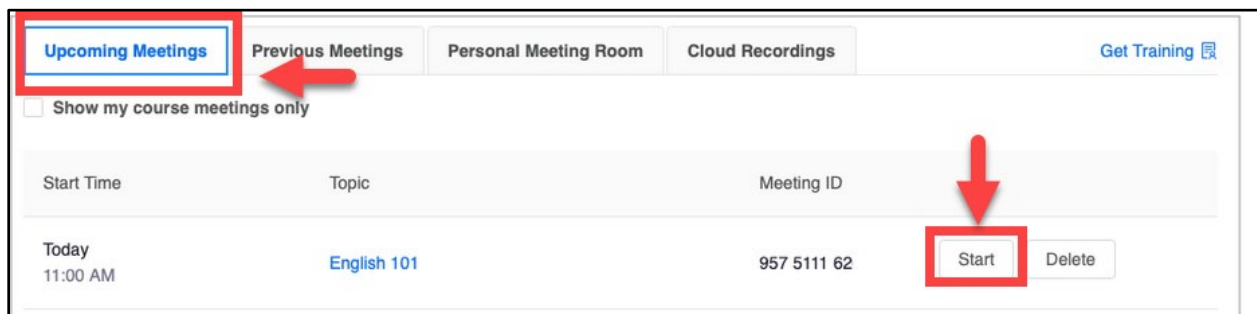 Upcoming Meetings Previous Meetings Personal Meeting Room Cloud Recordings Get Training
Show my course meetings only
Start Time Topic Meeting ID
Today
11:00 AM English 101 957 5111 62 Start Delete